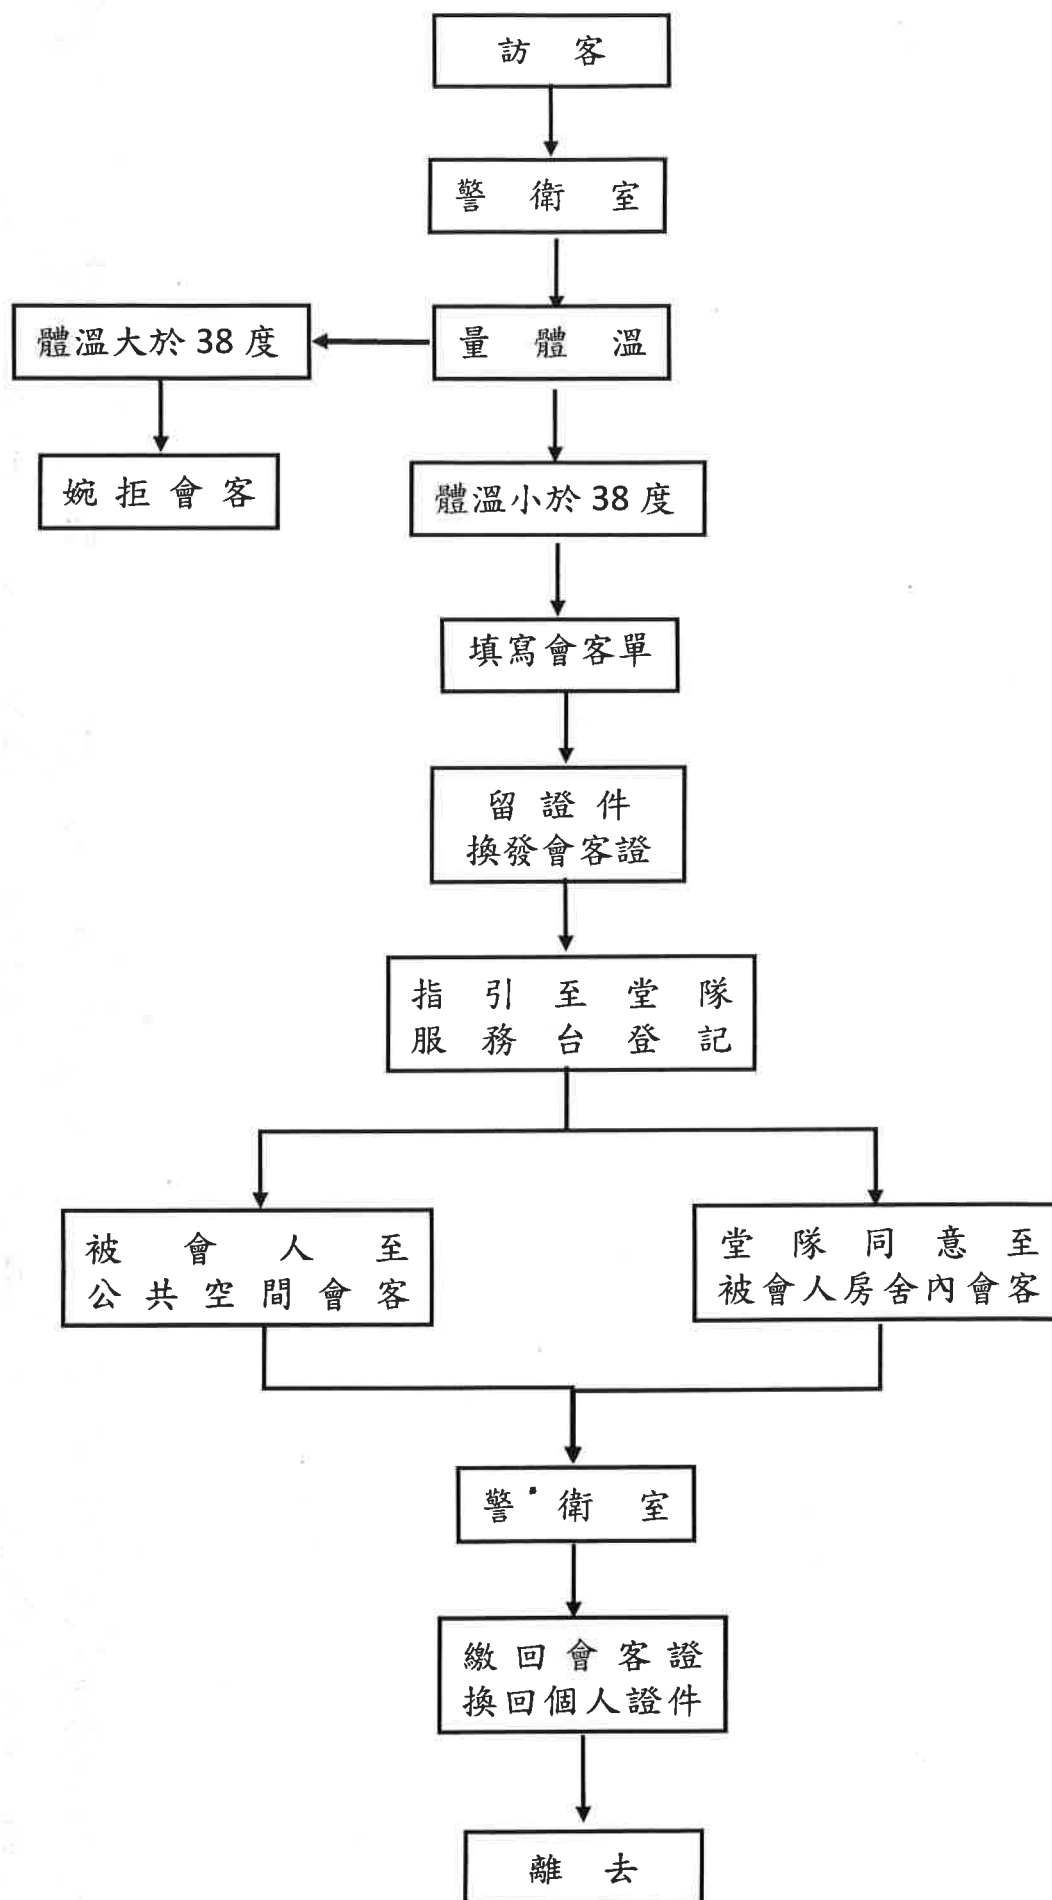 訪客
警衛室
體溫大於38度
量體溫
婉拒會客
體溫小於38度
填寫會客單
留證件
換發會客證
指引至堂隊
服務台登記
被會人至
公共空間會客
堂隊同意至
被會人房舍內會客
警衛室
繳回會客證
換回個人證件
離去